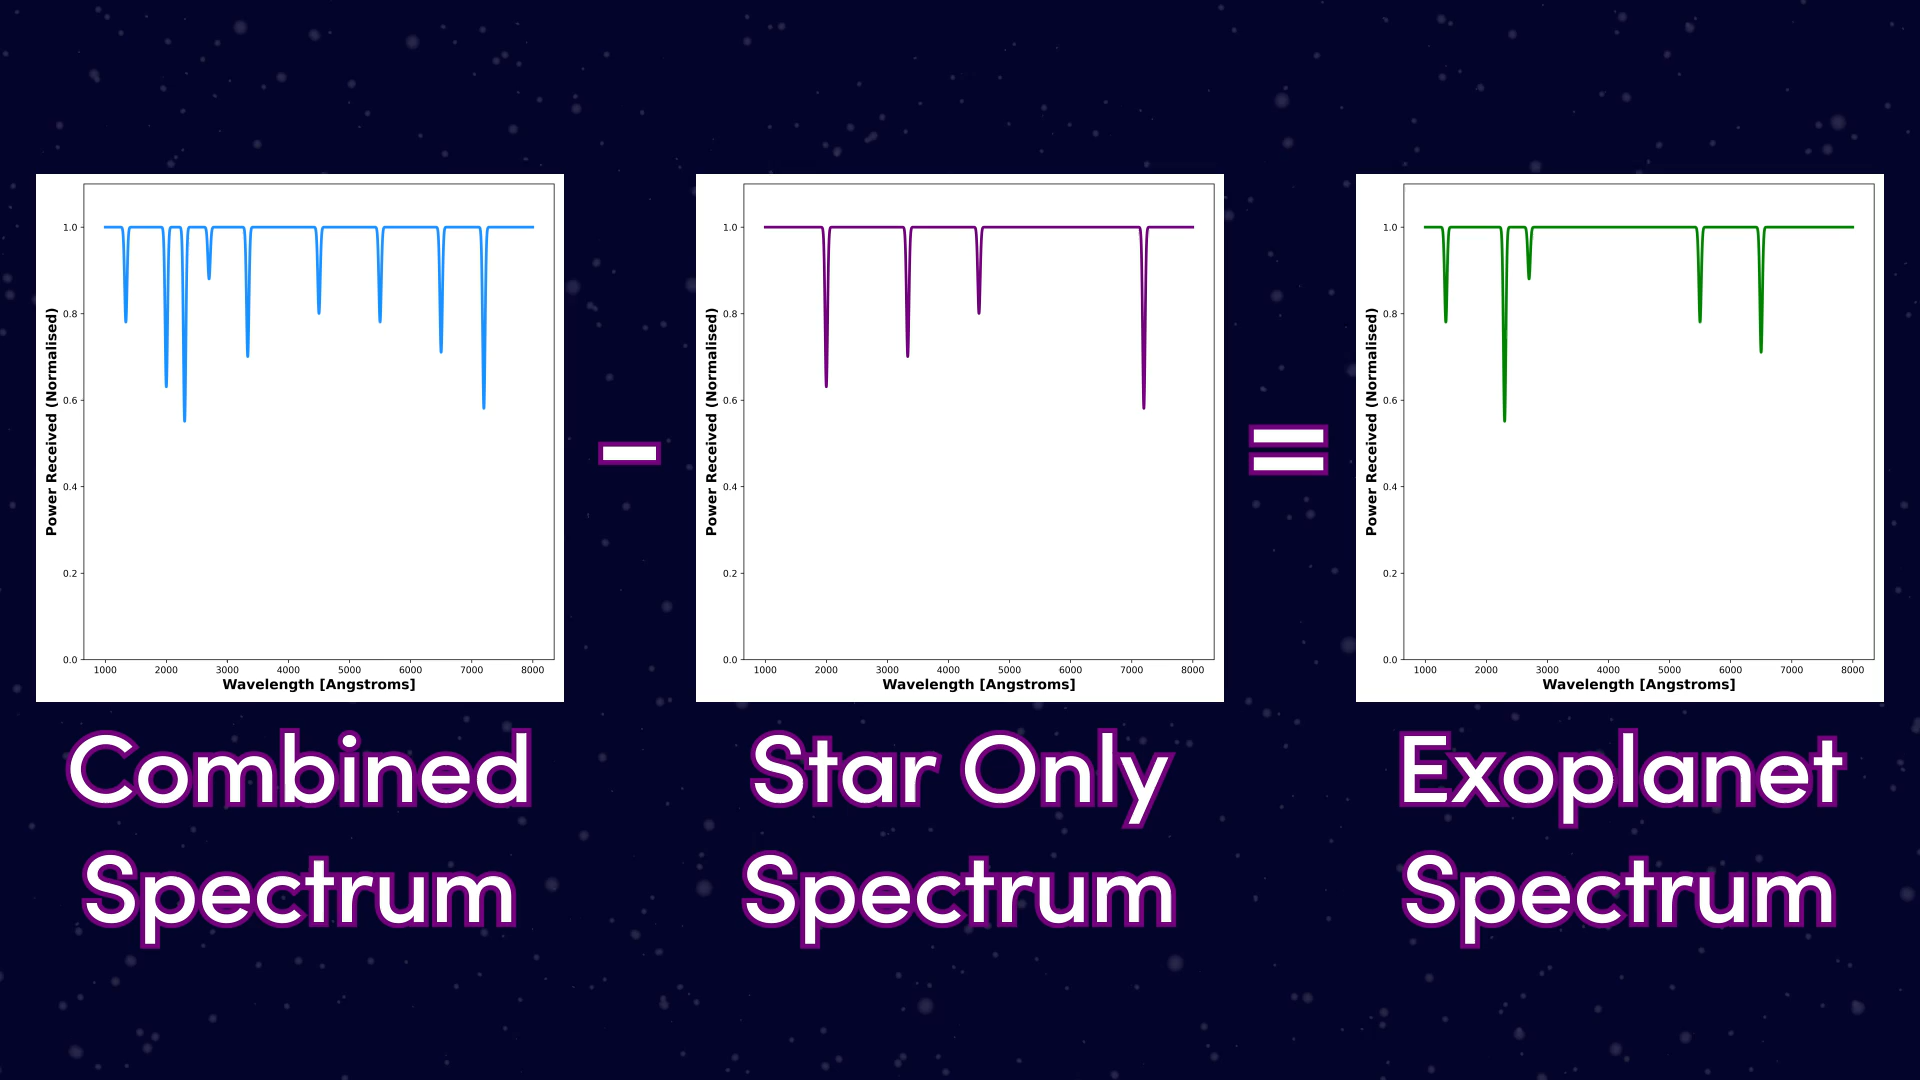 1.0
0.8
0.6
0.4
0.2
0.0
Power Received (Normalised)
1000 2000 3000 4000 5000 6000 7000 8000
Wavelength [Angstroms]
Combined
Spectrum
-
1.0
0.8
0.6
0.4
0.2
0.0
Power Received (Normalised)
1000 2000 3000 4000 5000 6000 7000 8000
Wavelength [Angstroms]
Star Only
Spectrum
=
1.0
0.8
0.6
0.4
0.2
0.0
Power Received (Normalised)
1000 2000 3000 4000 5000 6000 7000 8000
Wavelength [Angstroms]
Exoplanet
Spectrum